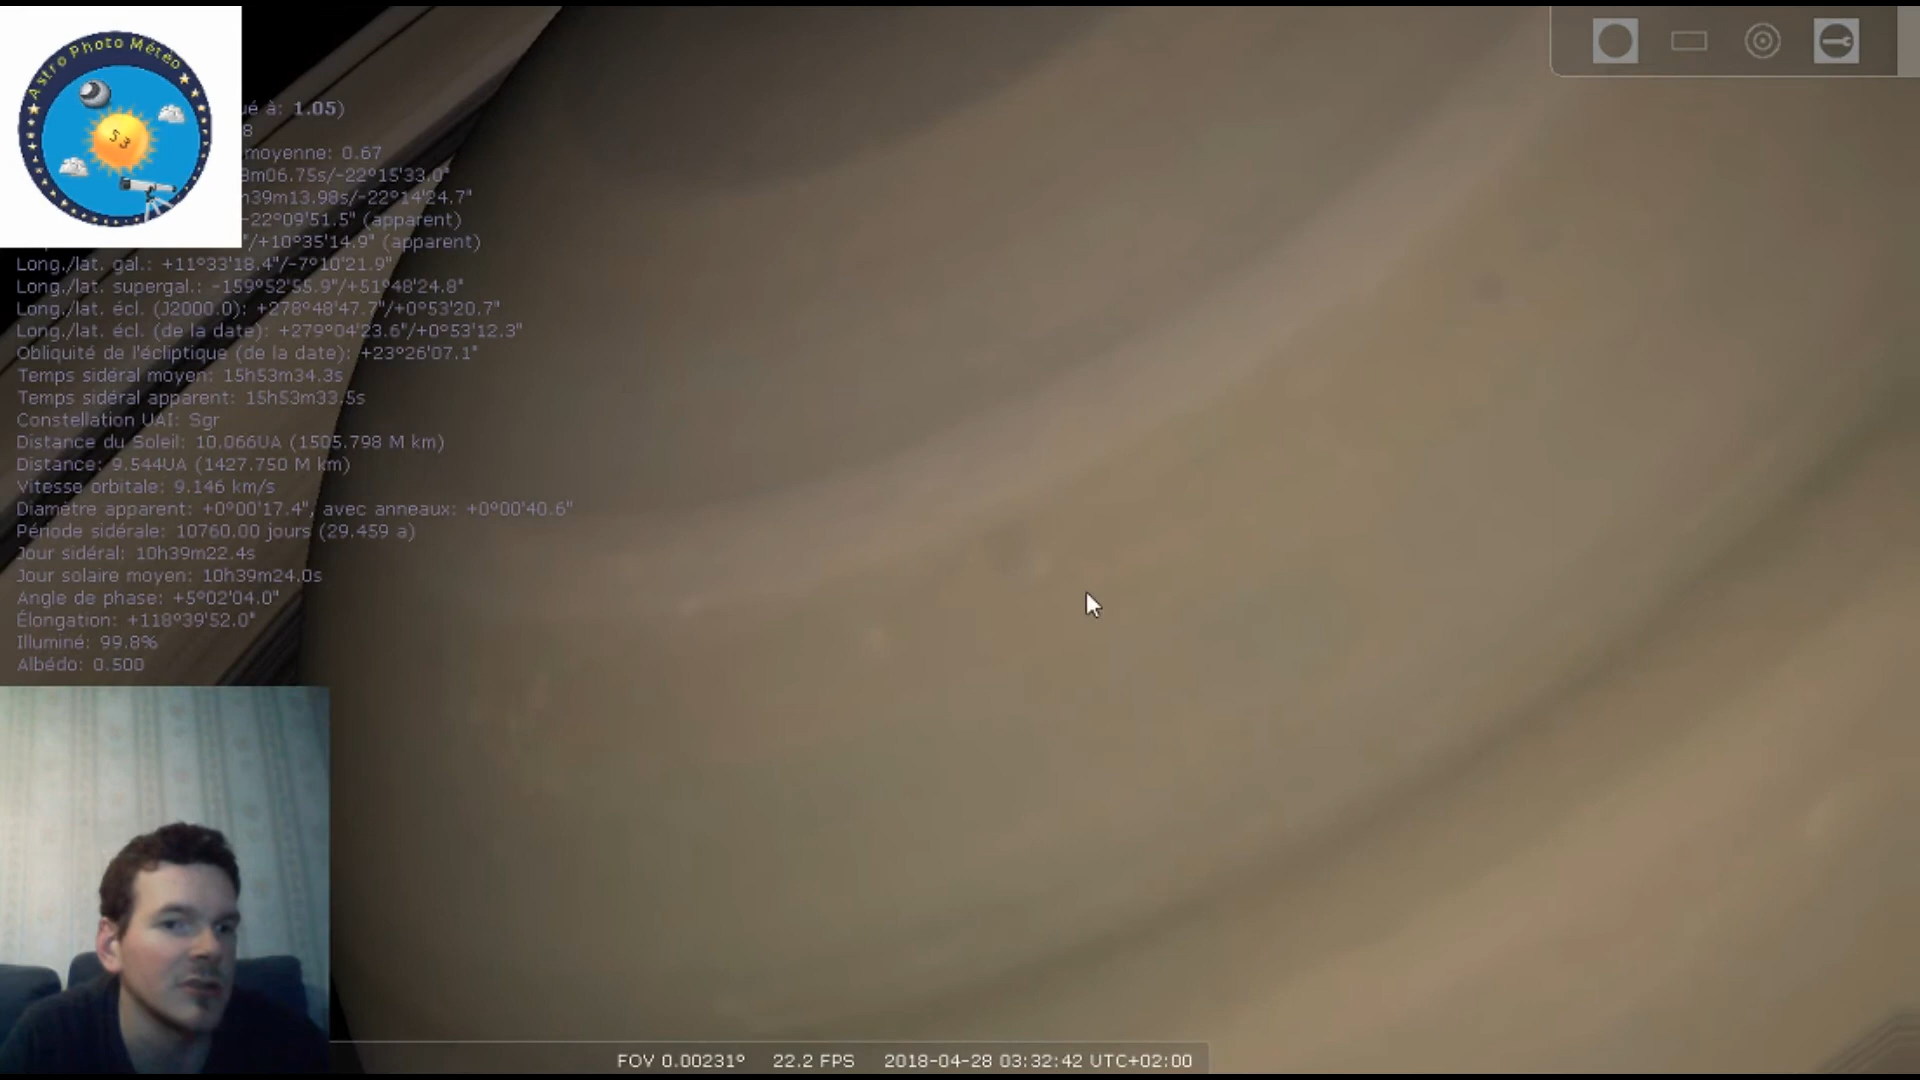 Astro Photo Météo
53
ué à: 1.05)
8
moyenne: 0.67
8m06.75s/-22°15'33.0"
h39m13.98s/-22°14'24.7"
-22°09'51.5" (apparent)
"/+10°35'14.9" (apparent)
Long./lat. gal.: +11°33'18.4"/-7°10'21.9"
Long./lat. supergal.: -159°52'55.9"/+51°48'24.8"
Long./lat. écl. (J2000.0): +278°48'47.7"/+0°53'20.7"
Long./lat. écl. (de la date): +279°04'23.6"/+0°53'12.3"
Obliquité de l'écliptique (de la date): +23°26'07.1"
Temps sidéral moyen: 15h53m34.3s
Temps sidéral apparent: 15h53m33.5s
Constellation UAI: Sgr
Distance du Soleil: 10.066UA (1505.798 M km)
Distance: 9.544UA (1427.750 M km)
Vitesse orbitale: 9.146 km/s
Diamètre apparent: +0°00'17.4", avec anneaux: +0°00'40.6"
Période sidérale: 10760.00 jours (29.459 a)
Jour sidéral: 10h39m22.4s
Jour solaire moyen: 10h39m24.0s
Angle de phase: +5°02'04.0"
Élongation: +118°39'52.0"
Illuminé: 99.8%
Albédo: 0.500
FOV 0.00231° 22.2 FPS 2018-04-28 03:32:42 UTC+02:00